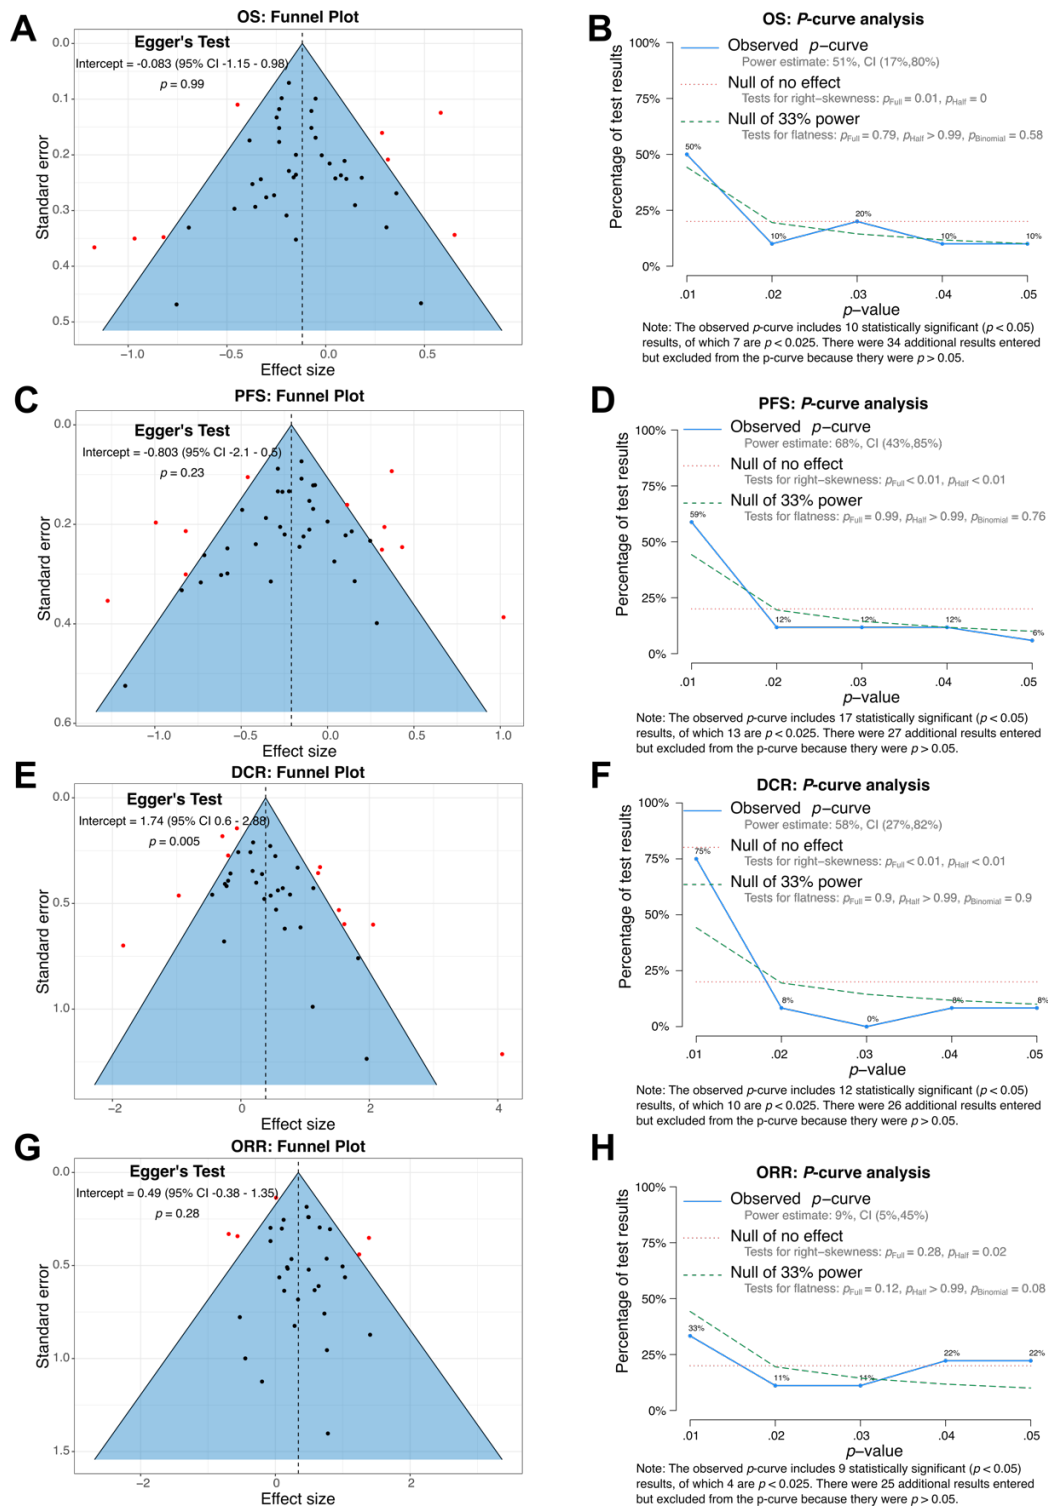 A
OS: Funnel Plot
Egger's Test
Intercept = -0.083 (95% CI -1.15 - 0.98)
p = 0.99
Standard error
0.0
0.1
0.2
0.3
0.4
0.5
−1.0
−0.5
0.0
0.5
Effect size
B
OS: P-curve analysis
Percentage of test results
100%
75%
50%
25%
0%
Observed p−curve
Power estimate: 51%, CI (17%,80%)
Null of no effect
Tests for right−skewness: pFull = 0.01, pHalf = 0
Null of 33% power
Tests for flatness: pFull = 0.79, pHalf > 0.99, pBinomial = 0.58
50%
10%
20%
10%
10%
.01
.02
.03
.04
.05
p−value
Note: The observed p-curve includes 10 statistically significant (p < 0.05)
results, of which 7 are p < 0.025. There were 34 additional results entered
but excluded from the p-curve because thery were p > 0.05.
C
PFS: Funnel Plot
Egger's Test
Intercept = -0.803 (95% CI -2.1 - 0.5)
p = 0.23
Standard error
0.0
0.2
0.4
0.6
−1.0
−0.5
0.0
0.5
1.0
Effect size
D
PFS: P-curve analysis
Percentage of test results
100%
75%
50%
25%
0%
Observed p−curve
Power estimate: 68%, CI (43%,85%)
Null of no effect
Tests for right−skewness: pFull < 0.01, pHalf < 0.01
Null of 33% power
Tests for flatness: pFull = 0.99, pHalf > 0.99, pBinomial = 0.76
59%
12%
12%
12%
6%
.01
.02
.03
.04
.05
p−value
Note: The observed p-curve includes 17 statistically significant (p < 0.05)
results, of which 13 are p < 0.025. There were 27 additional results entered
but excluded from the p-curve because thery were p > 0.05.
E
DCR: Funnel Plot
Egger's Test
Intercept = 1.74 (95% CI 0.6 - 2.88)
p = 0.005
Standard error
0.0
0.5
1.0
−2
0
2
4
Effect size
F
DCR: P-curve analysis
Percentage of test results
100%
75%
50%
25%
0%
Observed p−curve
Power estimate: 58%, CI (27%,82%)
Null of no effect
Tests for right−skewness: pFull < 0.01, pHalf < 0.01
Null of 33% power
Tests for flatness: pFull = 0.9, pHalf > 0.99, pBinomial = 0.9
75%
8%
0%
8%
8%
.01
.02
.03
.04
.05
p−value
Note: The observed p-curve includes 12 statistically significant (p < 0.05)
results, of which 10 are p < 0.025. There were 26 additional results entered
but excluded from the p-curve because thery were p > 0.05.
G
ORR: Funnel Plot
Egger's Test
Intercept = 0.49 (95% CI -0.38 - 1.35)
p = 0.28
Standard error
0.0
0.5
1.0
1.5
−2
0
2
Effect size
H
ORR: P-curve analysis
Percentage of test results
100%
75%
50%
25%
0%
Observed p−curve
Power estimate: 9%, CI (5%,45%)
Null of no effect
Tests for right−skewness: pFull = 0.28, pHalf = 0.02
Null of 33% power
Tests for flatness: pFull = 0.12, pHalf > 0.99, pBinomial = 0.08
33%
11%
22%
22%
.01
.02
.03
.04
.05
p−value
Note: The observed p-curve includes 9 statistically significant (p < 0.05)
results, of which 4 are p < 0.025. There were 25 additional results entered
but excluded from the p-curve because thery were p > 0.05.